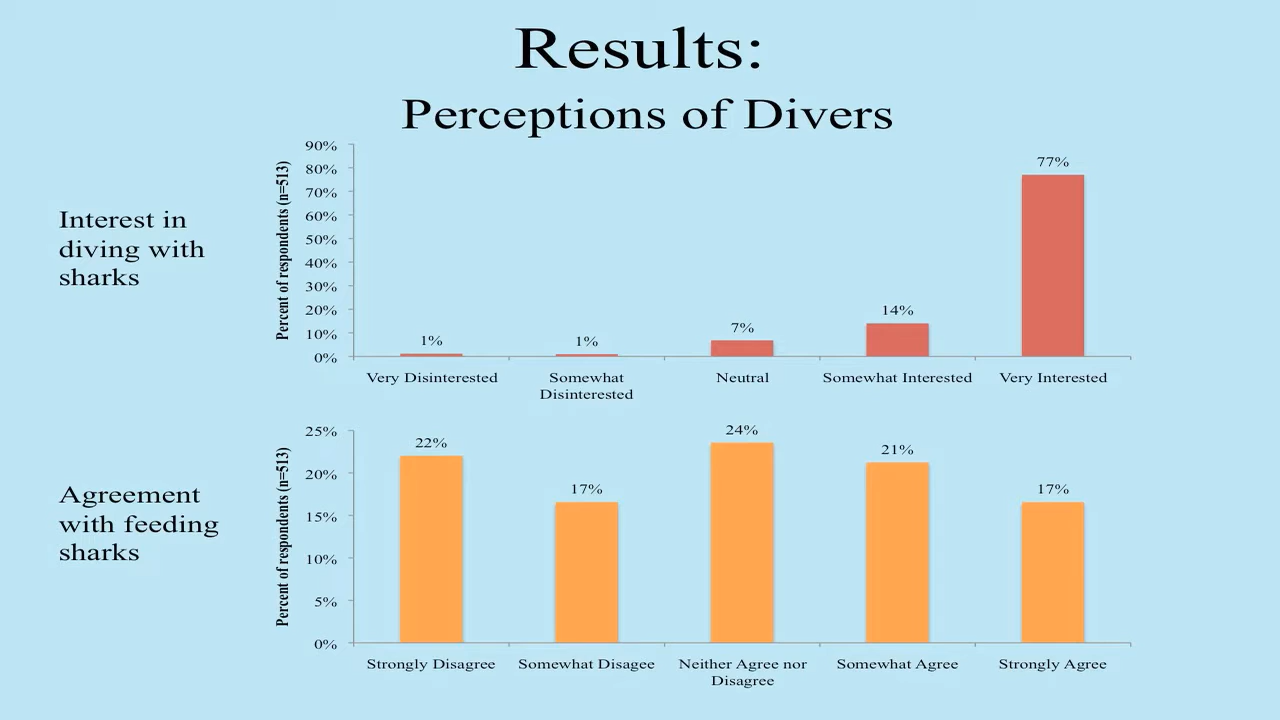 Results:
Perceptions of Divers
Interest in
diving with
sharks
Percent of respondents (n=513)
90%
80%
70%
60%
50%
40%
30%
20%
10%
0%
1%
1%
7%
14%
77%
Very Disinterested
Somewhat
Disinterested
Neutral
Somewhat Interested
Very Interested
Agreement
with feeding
sharks
Percent of respondents (n=513)
25%
20%
15%
10%
5%
0%
22%
17%
24%
21%
17%
Strongly Disagree
Somewhat Disagee
Neither Agree nor
Disagree
Somewhat Agree
Strongly Agree